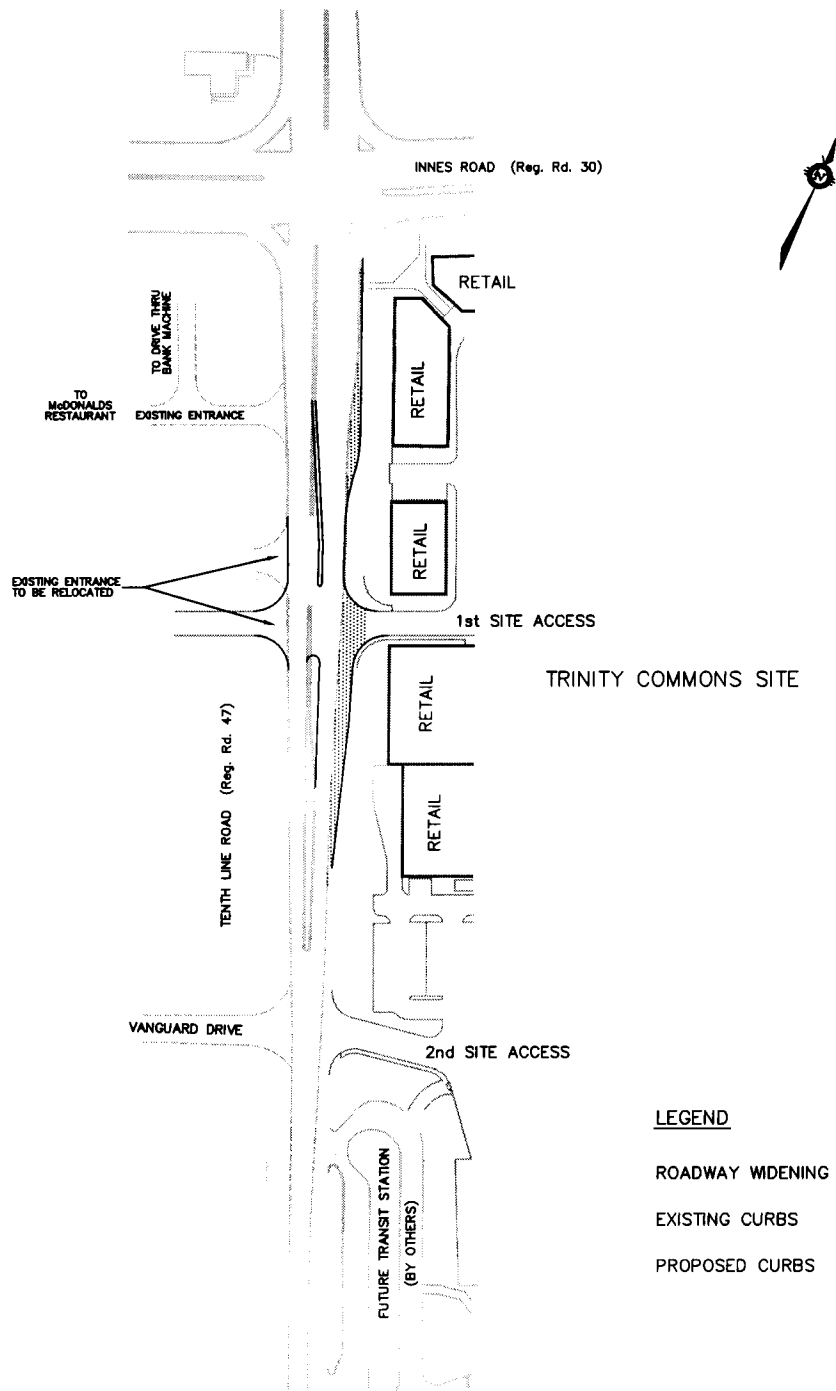 INNES ROAD (Reg. Rd. 30)
N
RETAIL
TO DRIVE THRU
BANK MACHINE
RETAIL
TO
McDONALDS
RESTAURANT
EXISTING ENTRANCE
RETAIL
EXISTING ENTRANCE
TO BE RELOCATED
1st SITE ACCESS
TRINITY COMMONS SITE
RETAIL
TENTH LINE ROAD (Reg. Rd. 47)
RETAIL
VANGUARD DRIVE
2nd SITE ACCESS
FUTURE TRANSIT STATION
(BY OTHERS)
LEGEND
ROADWAY WIDENING
EXISTING CURBS
PROPOSED CURBS